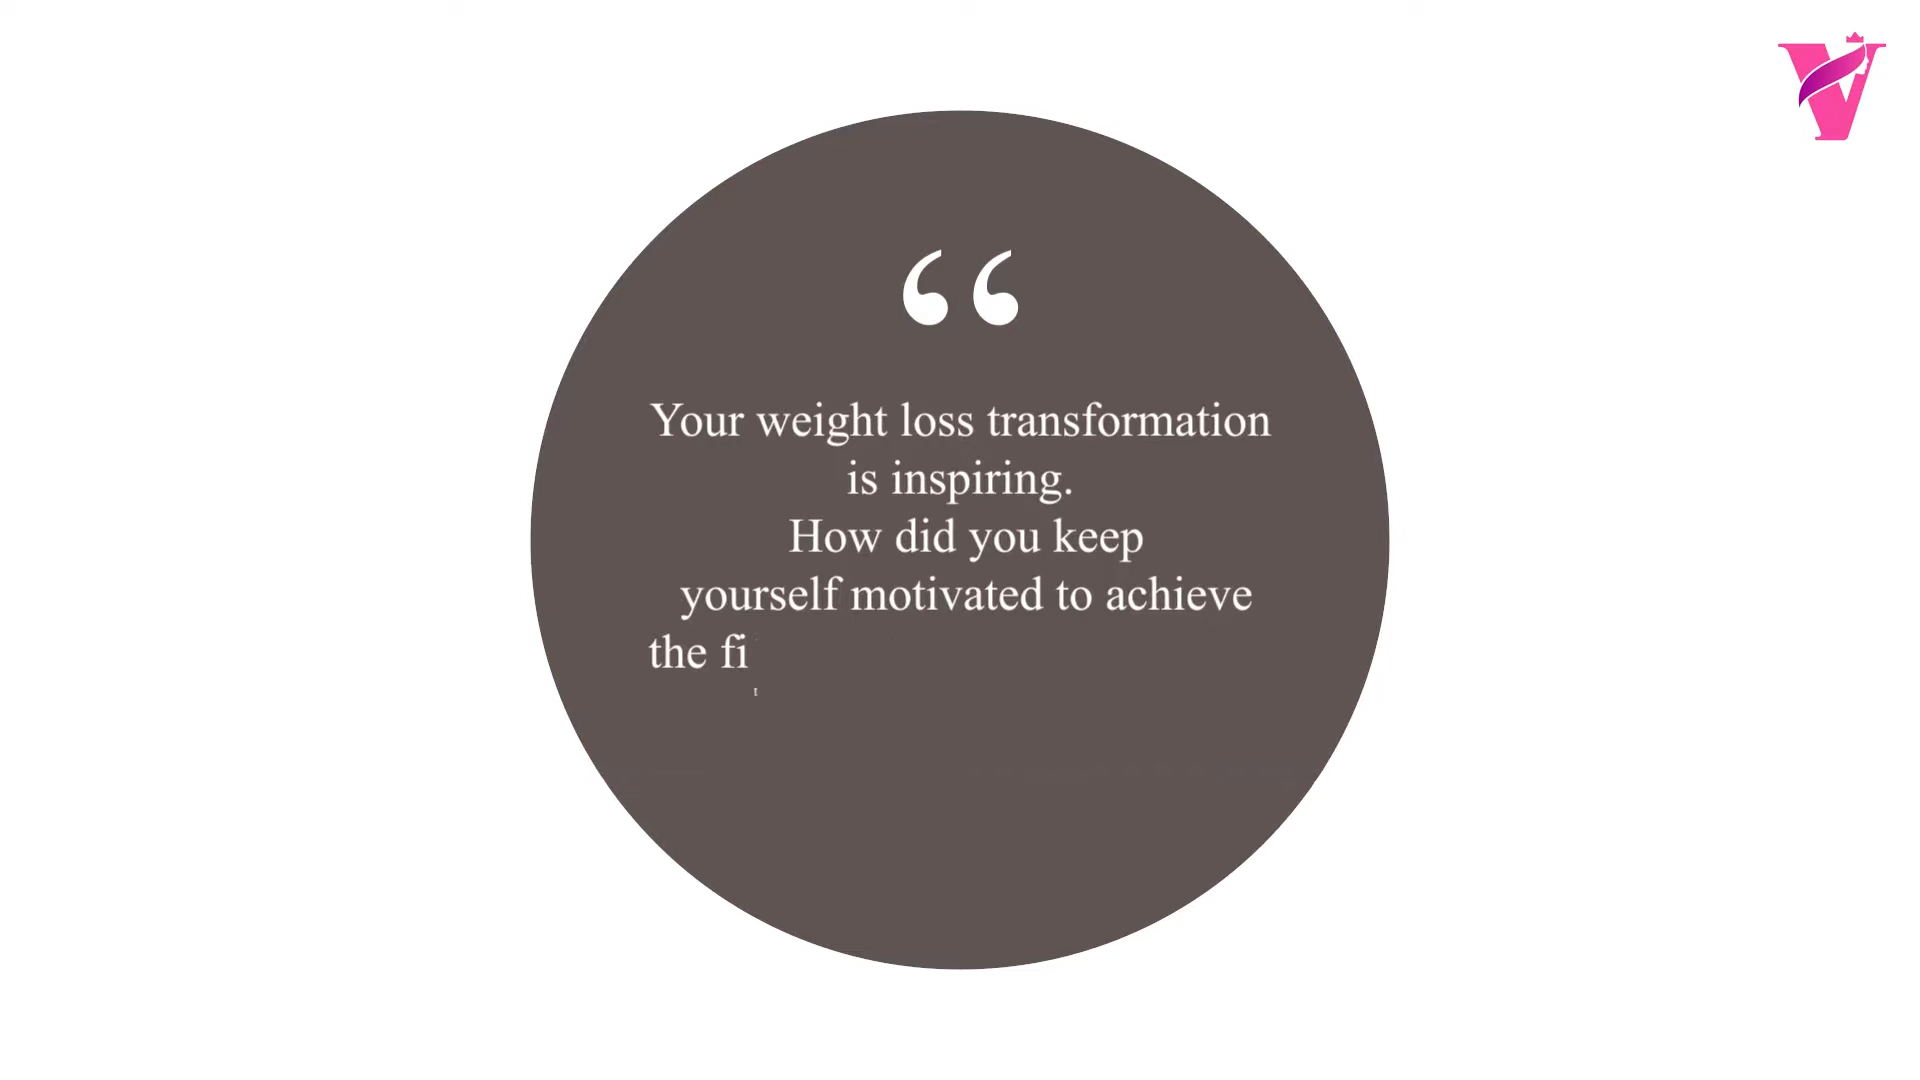 “
Your weight loss transformation
is inspiring.
How did you keep
yourself motivated to achieve
the fi
V